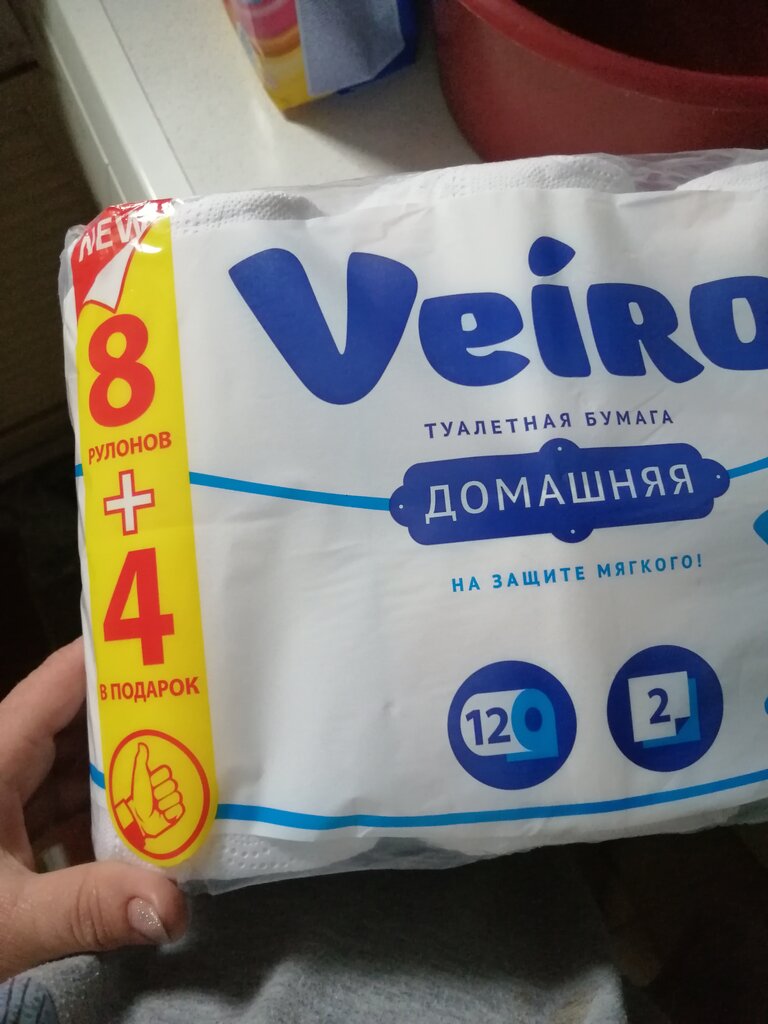 NEW
8
РУЛОНОВ
+
4
В ПОДАРОК
Veiro
ТУАЛЕТНАЯ БУМАГА
ДОМАШНЯЯ
НА ЗАЩИТЕ МЯГКОГО!
12
2